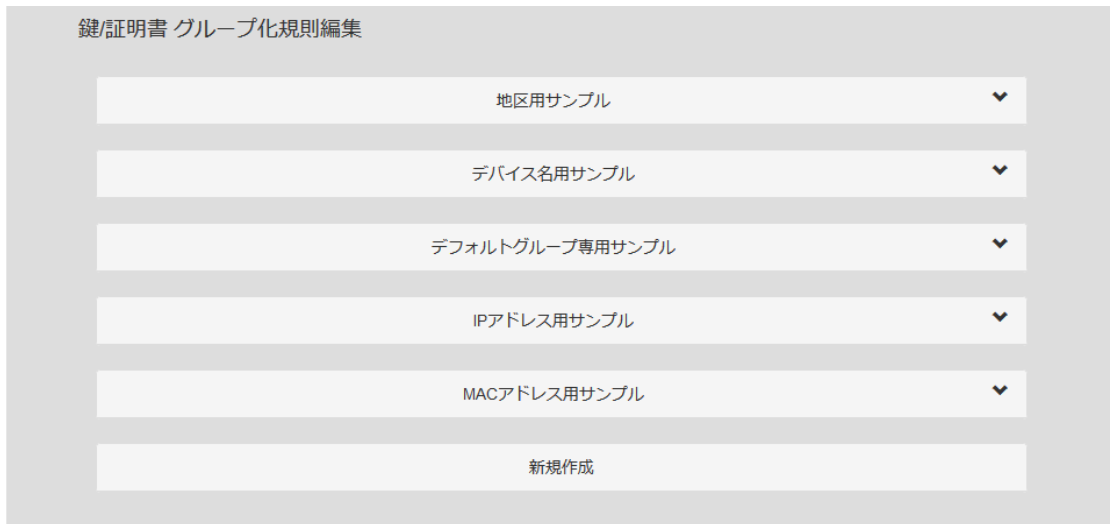 鍵/証明書 グループ化規則編集
地区用サンプル
デバイス名用サンプル
デフォルトグループ専用サンプル
IPアドレス用サンプル
MACアドレス用サンプル
新規作成